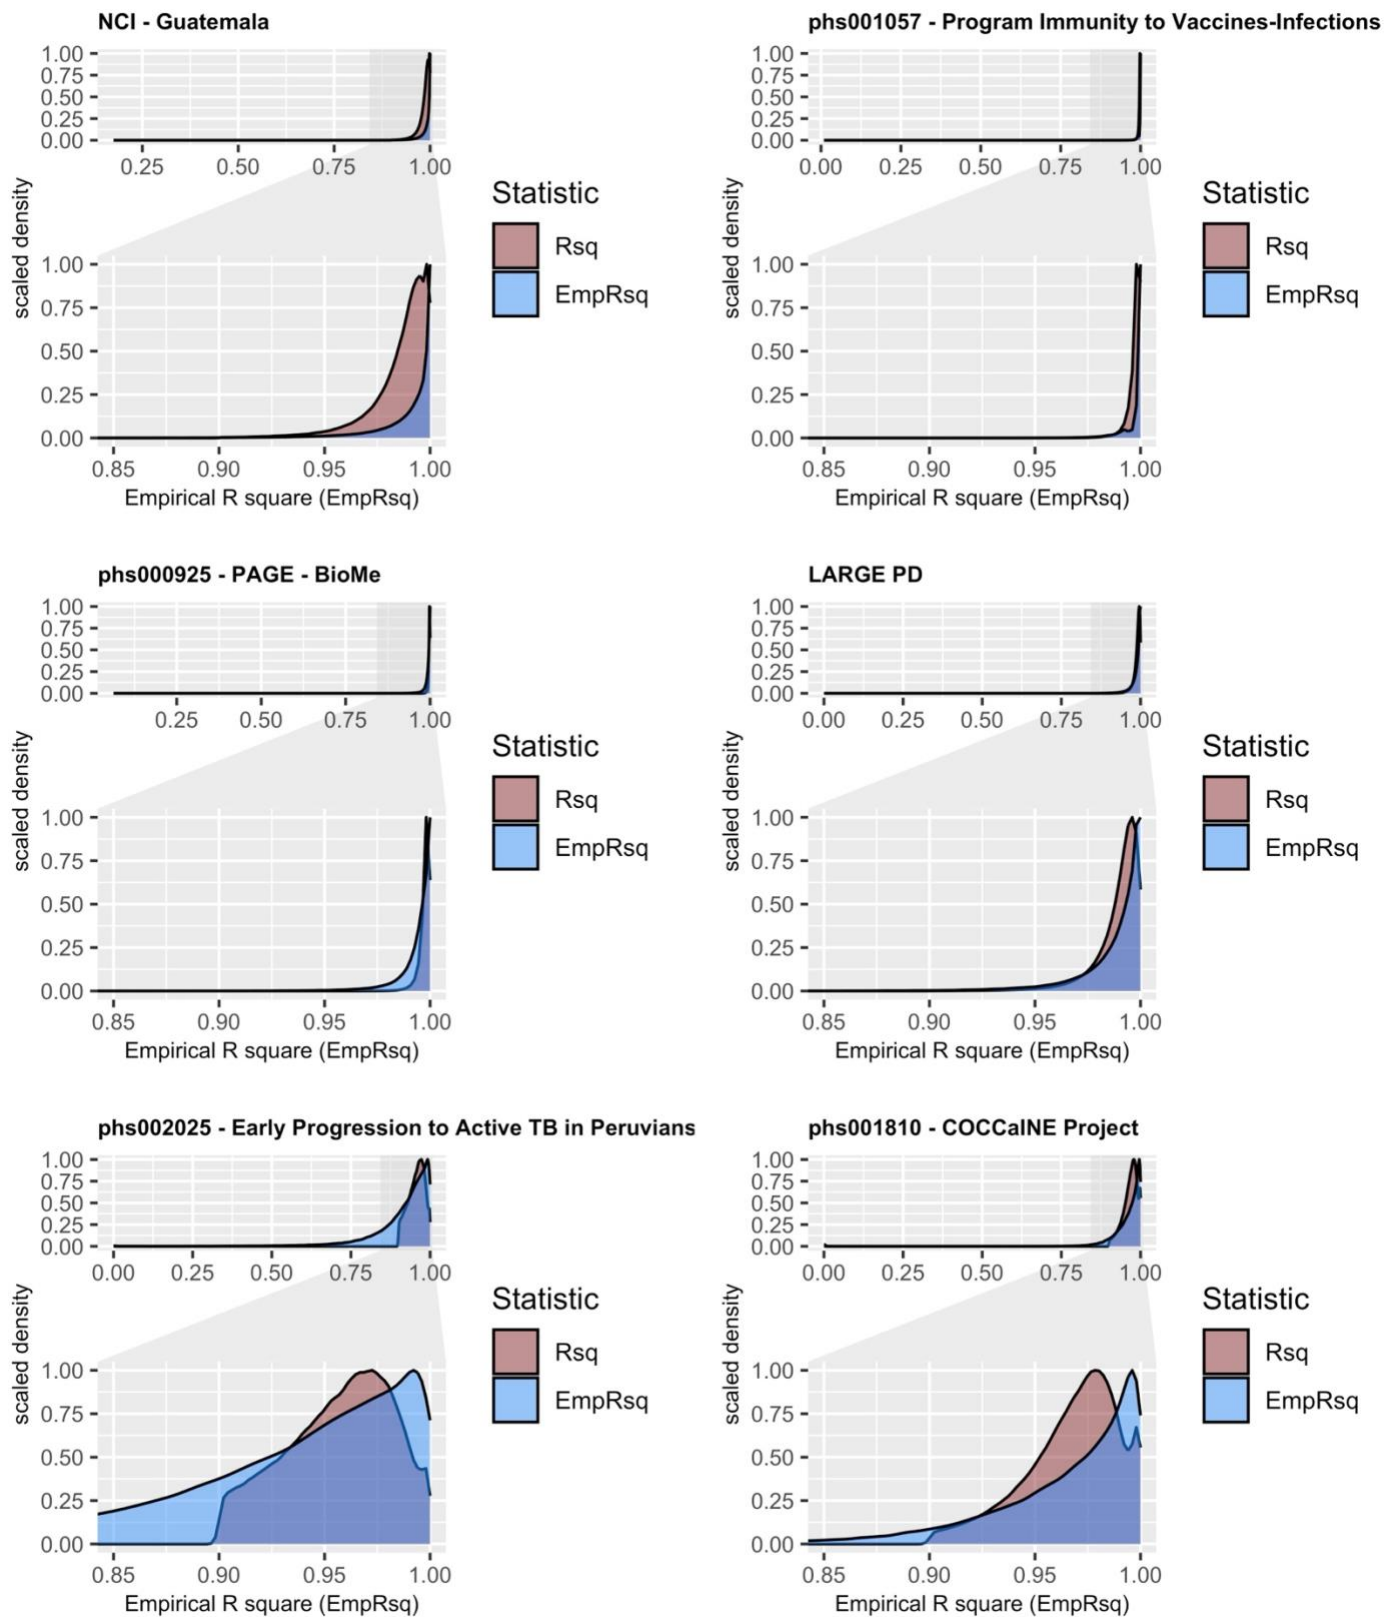 NCI - Guatemala
1.00
0.75
0.50
0.25
0.00
0.25 0.50 0.75 1.00
scaled density
1.00
0.75
0.50
0.25
0.00
0.85 0.90 0.95 1.00
Empirical R square (EmpRsq)
Statistic
Rsq
EmpRsq
phs001057 - Program Immunity to Vaccines-Infections
1.00
0.75
0.50
0.25
0.00
0.00 0.25 0.50 0.75 1.00
scaled density
1.00
0.75
0.50
0.25
0.00
0.85 0.90 0.95 1.00
Empirical R square (EmpRsq)
Statistic
Rsq
EmpRsq
phs000925 - PAGE - BioMe
1.00
0.75
0.50
0.25
0.00
0.25 0.50 0.75 1.00
scaled density
1.00
0.75
0.50
0.25
0.00
0.85 0.90 0.95 1.00
Empirical R square (EmpRsq)
Statistic
Rsq
EmpRsq
LARGE PD
1.00
0.75
0.50
0.25
0.00
0.00 0.25 0.50 0.75 1.00
scaled density
1.00
0.75
0.50
0.25
0.00
0.85 0.90 0.95 1.00
Empirical R square (EmpRsq)
Statistic
Rsq
EmpRsq
phs002025 - Early Progression to Active TB in Peruvians
1.00
0.75
0.50
0.25
0.00
0.00 0.25 0.50 0.75 1.00
scaled density
1.00
0.75
0.50
0.25
0.00
0.85 0.90 0.95 1.00
Empirical R square (EmpRsq)
Statistic
Rsq
EmpRsq
phs001810 - COCCaINE Project
1.00
0.75
0.50
0.25
0.00
0.00 0.25 0.50 0.75 1.00
scaled density
1.00
0.75
0.50
0.25
0.00
0.85 0.90 0.95 1.00
Empirical R square (EmpRsq)
Statistic
Rsq
EmpRsq